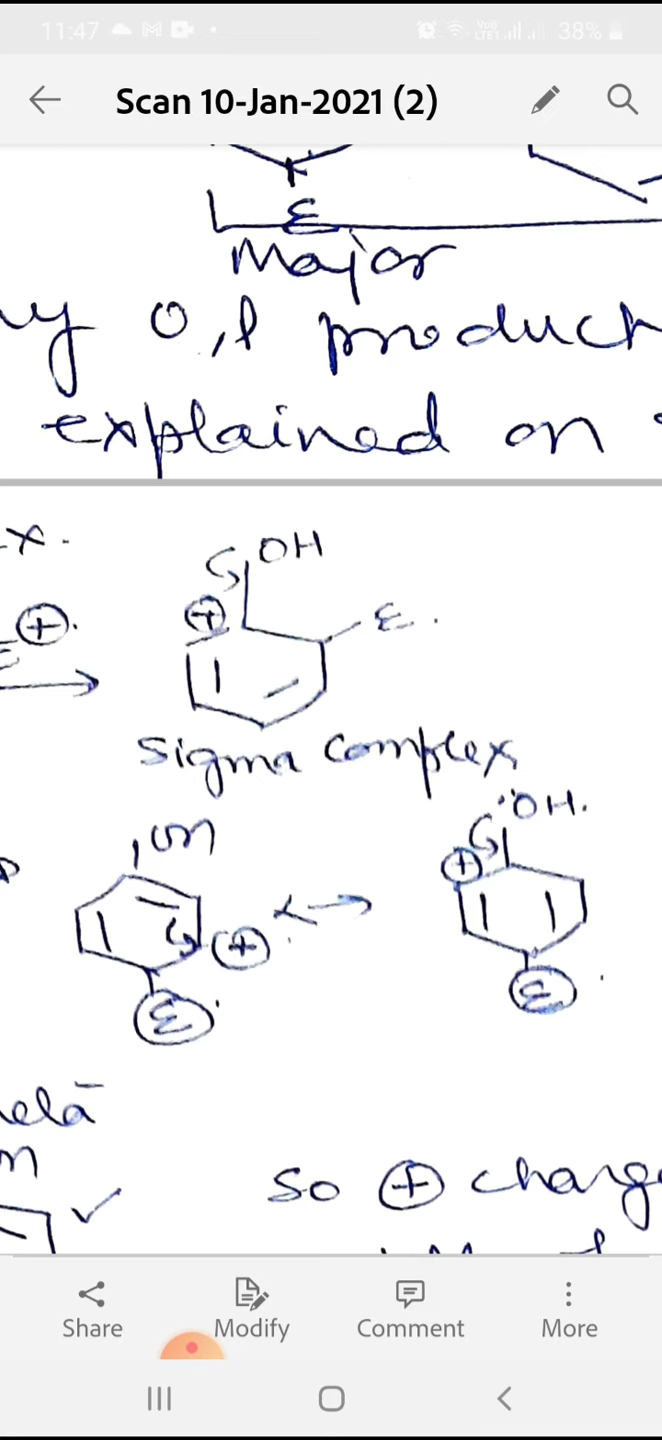 11:47 38%
Scan 10-Jan-2021 (2)
E
Major
o,p product
explained on
OH
⊕ ⊕ E.
Sigma Complex
OH ÖH.
⊕ ⊕
E E
So ⊕ charge
Share Modify Comment More